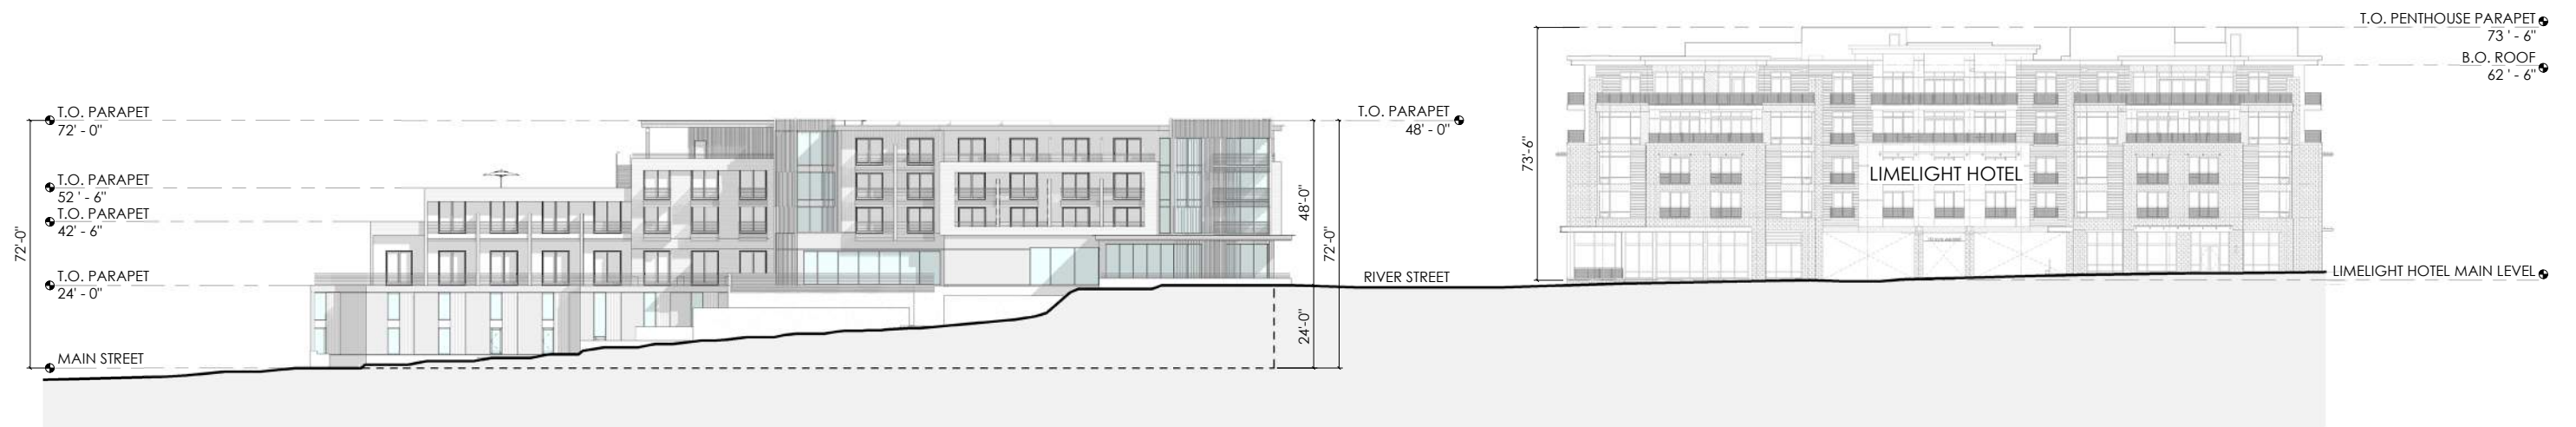 T.O. PENTHOUSE PARAPET
73 ' - 6"
B.O. ROOF
62 ' - 6"
T.O. PARAPET
72' - 0"
T.O. PARAPET
48' - 0"
73'-6"
LIMELIGHT HOTEL
T.O. PARAPET
52 ' - 6"
T.O. PARAPET
42' - 6"
48'-0"
72'-0"
72'-0"
T.O. PARAPET
24' - 0"
RIVER STREET
LIMELIGHT HOTEL MAIN LEVEL
24'-0"
MAIN STREET